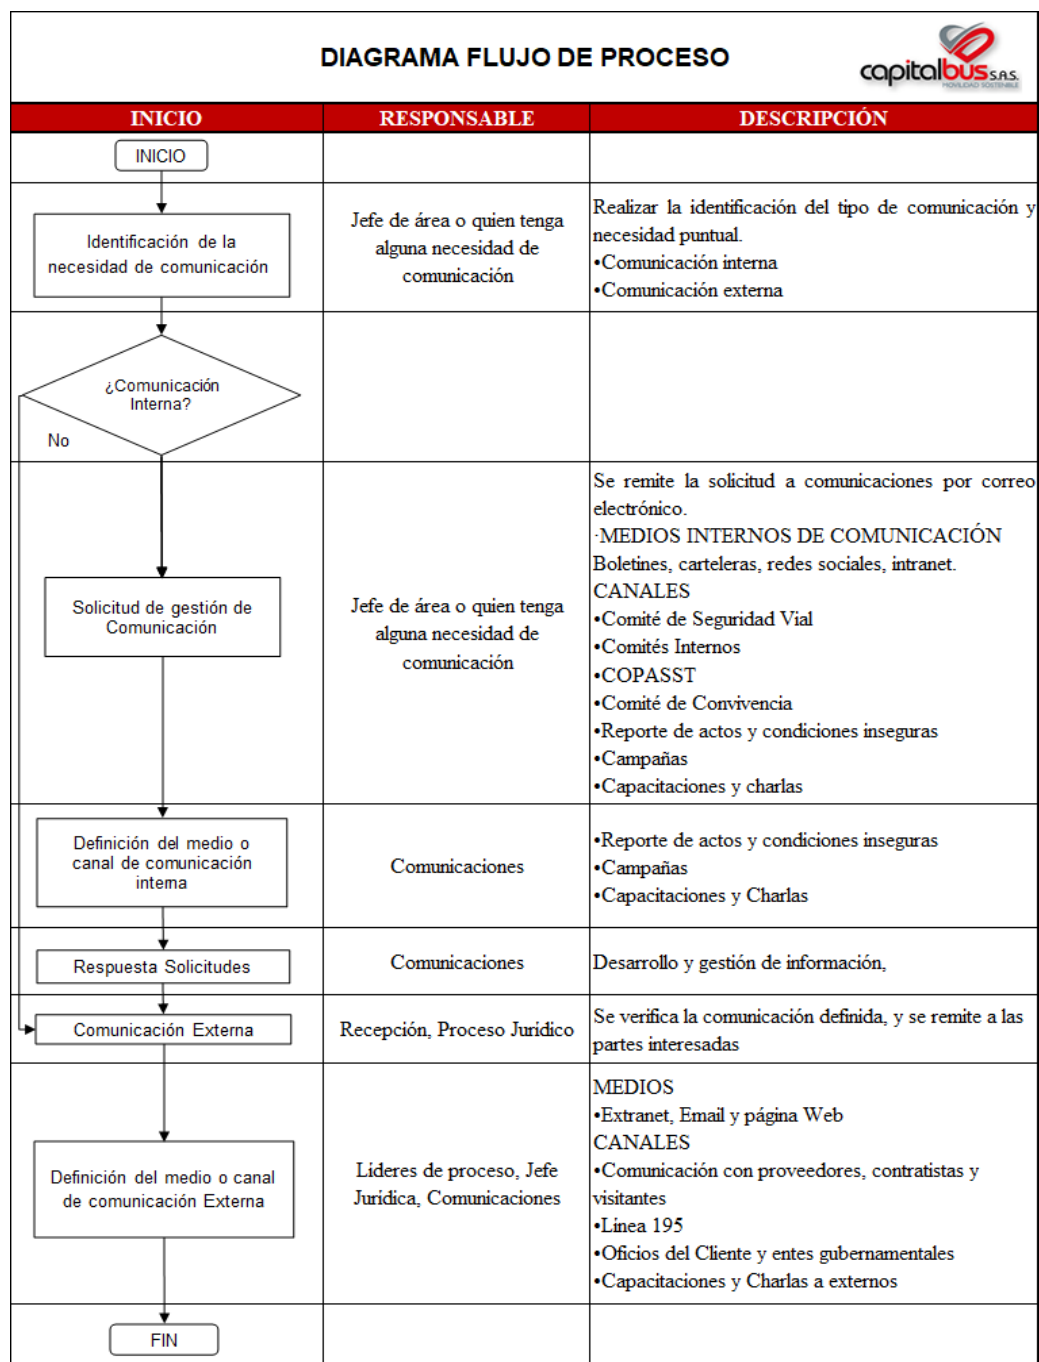 DIAGRAMA FLUJO DE PROCESO
capitalbus S.A.S.
MOVILIDAD SOSTENIBLE
INICIO
RESPONSABLE
DESCRIPCIÓN
INICIO
Identificación de la
necesidad de comunicación
Jefe de área o quien tenga
alguna necesidad de
comunicación
Realizar la identificación del tipo de comunicación y
necesidad puntual.
•Comunicación interna
•Comunicación externa
¿Comunicación
Interna?
No
Solicitud de gestión de
Comunicación
Jefe de área o quien tenga
alguna necesidad de
comunicación
Se remite la solicitud a comunicaciones por correo
electrónico.
·MEDIOS INTERNOS DE COMUNICACIÓN
Boletines, carteleras, redes sociales, intranet.
CANALES
•Comité de Seguridad Vial
•Comités Internos
•COPASST
•Comité de Convivencia
•Reporte de actos y condiciones inseguras
•Campañas
•Capacitaciones y charlas
Definición del medio o
canal de comunicación
interna
Comunicaciones
•Reporte de actos y condiciones inseguras
•Campañas
•Capacitaciones y Charlas
Respuesta Solicitudes
Comunicaciones
Desarrollo y gestión de información,
Comunicación Externa
Recepción, Proceso Jurídico
Se verifica la comunicación definida, y se remite a las
partes interesadas
Definición del medio o canal
de comunicación Externa
Lideres de proceso, Jefe
Jurídica, Comunicaciones
MEDIOS
•Extranet, Email y página Web
CANALES
•Comunicación con proveedores, contratistas y
visitantes
•Linea 195
•Oficios del Cliente y entes gubernamentales
•Capacitaciones y Charlas a externos
FIN